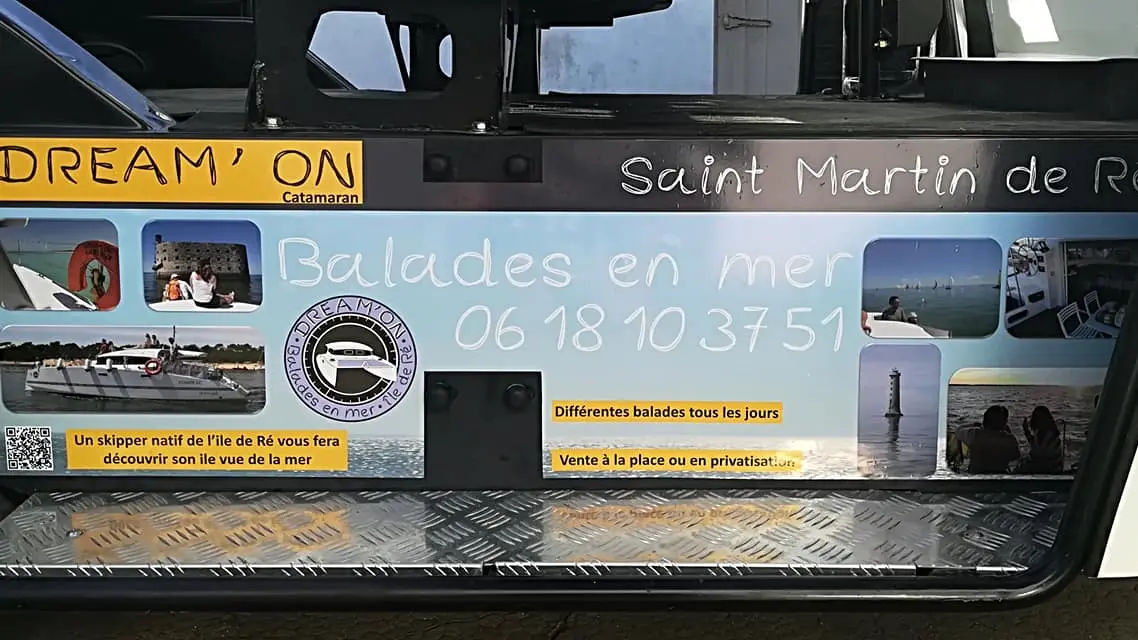 DREAM' ON
Catamaran
Saint Martin de Ré
Balades en mer
06 18 10 37 51
DREAM'ON
Balades en mer • île de Ré •
Différentes balades tous les jours
Un skipper natif de l'ile de Ré vous fera
découvrir son ile vue de la mer
Vente à la place ou en privatisation